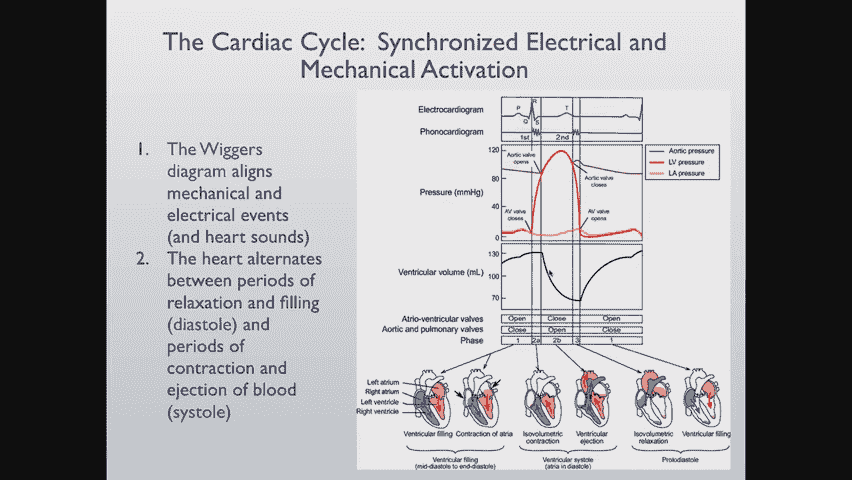 The Cardiac Cycle: Synchronized Electrical and
Mechanical Activation
1. The Wiggers
diagram aligns
mechanical and
electrical events
(and heart sounds)
2. The heart alternates
between periods of
relaxation and filling
(diastole) and
periods of
contraction and
ejection of blood
(systole)
Electrocardiogram
P
R
Q
S
T
Phonocardiogram
1st
2nd
Pressure (mmHg)
120
80
40
0
Aortic valve
opens
Aortic valve
closes
AV valve
closes
AV valve
opens
Aortic pressure
LV pressure
LA pressure
Ventricular volume (mL)
130
100
70
Atrio-ventricular valves Open Close Open
Aortic and pulmonary valves Close Open Close
Phase 1 2a 2b 3 1
Left atrium
Right atrium
Left ventricle
Right ventricle
Ventricular filling
Contraction of atria
Isovolumetric
contraction
Ventricular
ejection
Isovolumetric
relaxation
Ventricular filling
Ventricular filling
(mid-diastole to end-diastole)
Ventricular systole
(atria in diastole)
Protodiastole